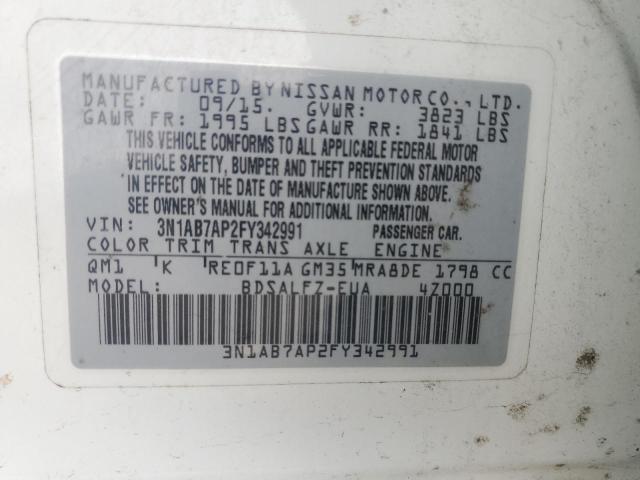 MANUFACTURED BY NISSAN MOTOR CO., LTD.
DATE: 09/15. GVWR: 3823 LBS
GAWR FR: 1995 LBS GAWR RR: 1841 LBS
THIS VEHICLE CONFORMS TO ALL APPLICABLE FEDERAL MOTOR
VEHICLE SAFETY, BUMPER AND THEFT PREVENTION STANDARDS
IN EFFECT ON THE DATE OF MANUFACTURE SHOWN ABOVE.
SEE OWNER'S MANUAL FOR ADDITIONAL INFORMATION.
VIN: 3N1AB7AP2FY342991 PASSENGER CAR.
COLOR TRIM TRANS AXLE ENGINE
QM1 K RE0F11A GM35 MRA8DE 1798 CC
MODEL: BDSALFZ-EUA 4Z000
3N1AB7AP2FY342991